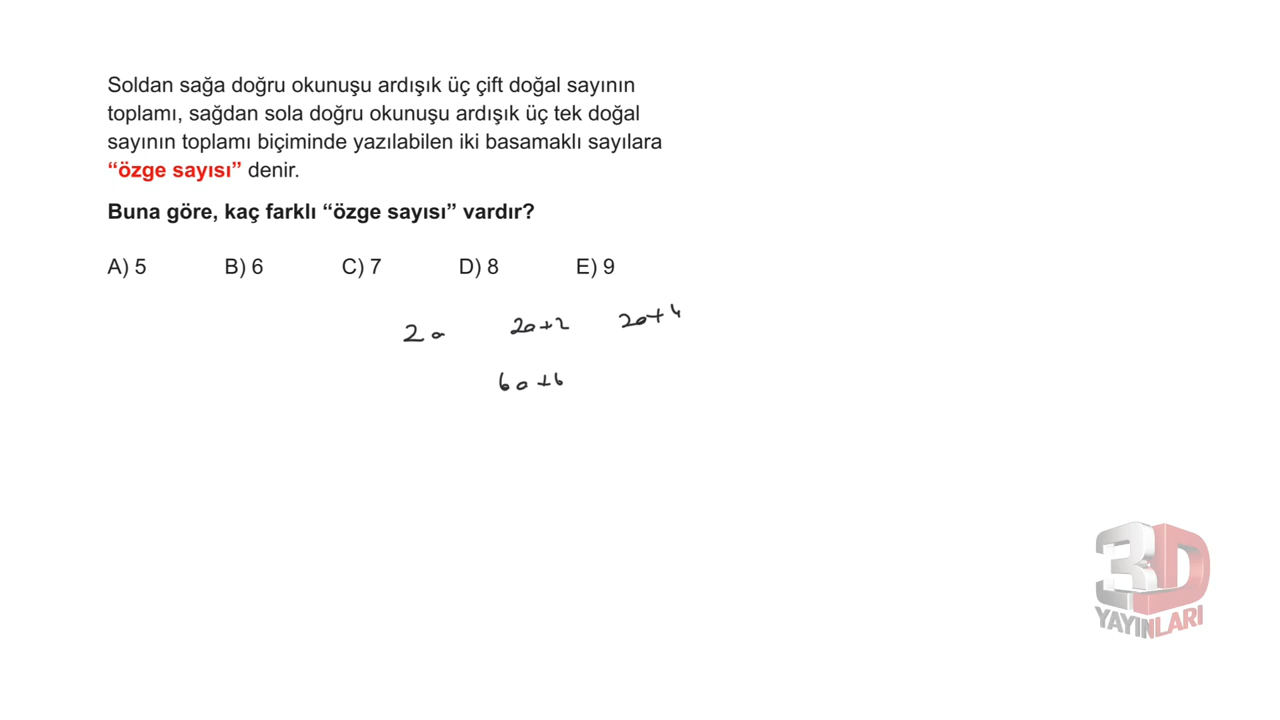 Soldan sağa doğru okunuşu ardışık üç çift doğal sayının
toplamı, sağdan sola doğru okunuşu ardışık üç tek doğal
sayının toplamı biçiminde yazılabilen iki basamaklı sayılara
“özge sayısı” denir.
Buna göre, kaç farklı “özge sayısı” vardır?
A) 5 B) 6 C) 7 D) 8 E) 9
2a 2a+2 2a+4
6a+6
3D
YAYINLARI